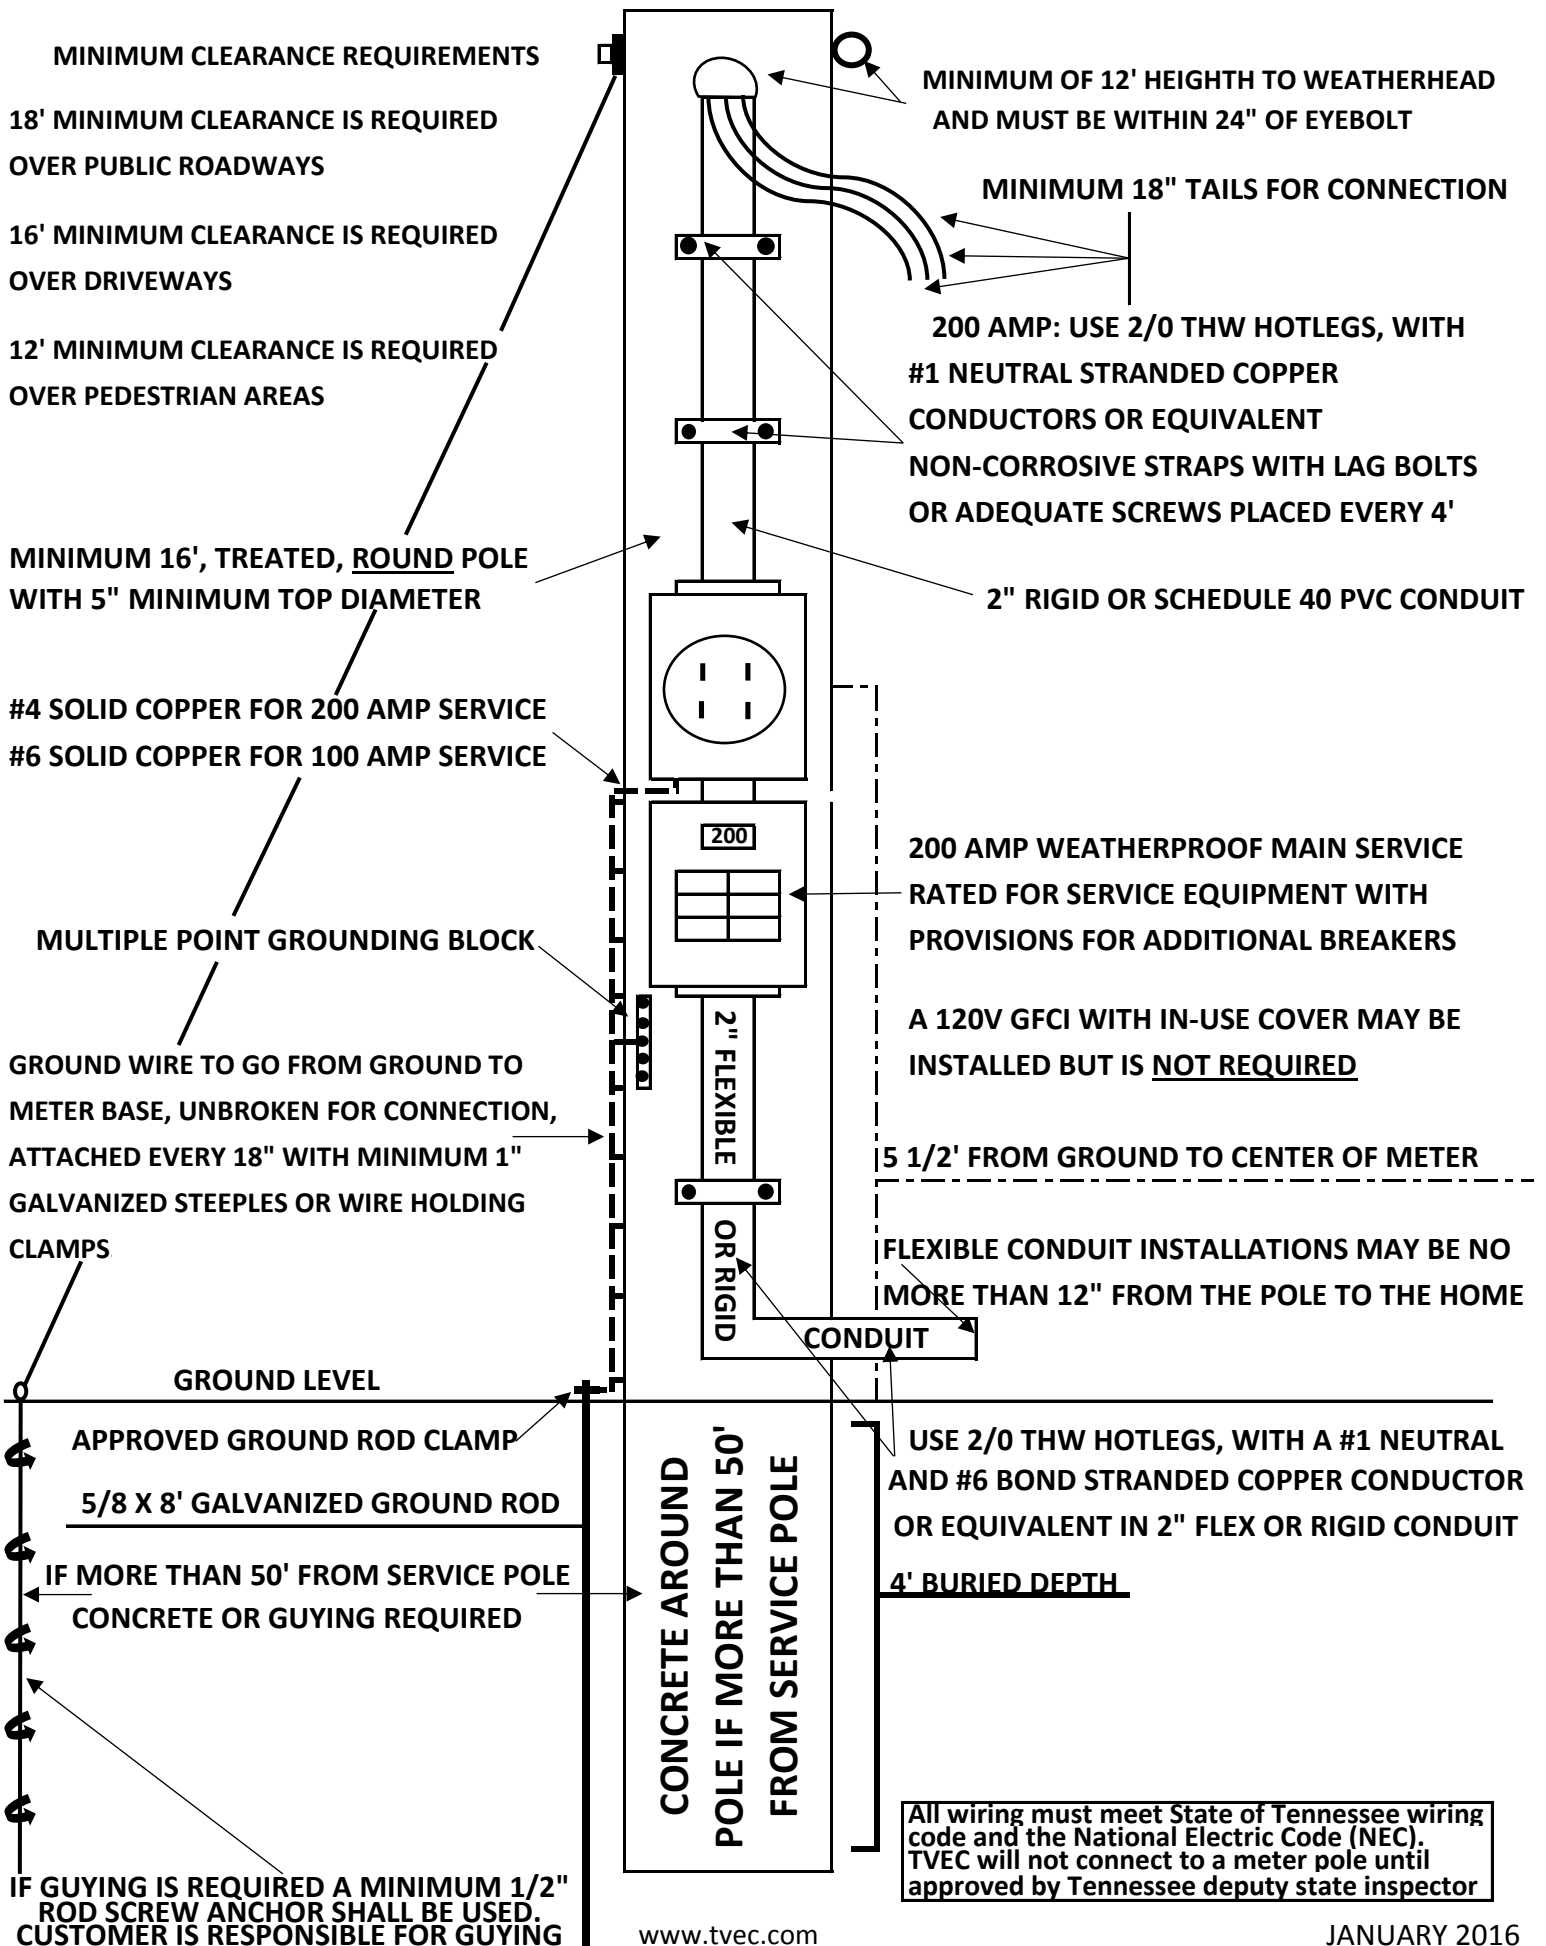 MINIMUM CLEARANCE REQUIREMENTS
18' MINIMUM CLEARANCE IS REQUIRED
OVER PUBLIC ROADWAYS
16' MINIMUM CLEARANCE IS REQUIRED
OVER DRIVEWAYS
12' MINIMUM CLEARANCE IS REQUIRED
OVER PEDESTRIAN AREAS
MINIMUM 16', TREATED, ROUND POLE
WITH 5" MINIMUM TOP DIAMETER
#4 SOLID COPPER FOR 200 AMP SERVICE
#6 SOLID COPPER FOR 100 AMP SERVICE
MULTIPLE POINT GROUNDING BLOCK
GROUND WIRE TO GO FROM GROUND TO
METER BASE, UNBROKEN FOR CONNECTION,
ATTACHED EVERY 18" WITH MINIMUM 1"
GALVANIZED STEEPLES OR WIRE HOLDING
CLAMPS
GROUND LEVEL
APPROVED GROUND ROD CLAMP
5/8 X 8' GALVANIZED GROUND ROD
IF MORE THAN 50' FROM SERVICE POLE
CONCRETE OR GUYING REQUIRED
IF GUYING IS REQUIRED A MINIMUM 1/2"
ROD SCREW ANCHOR SHALL BE USED.
CUSTOMER IS RESPONSIBLE FOR GUYING
200
2" FLEXIBLE
OR RIGID
CONDUIT
CONCRETE AROUND
POLE IF MORE THAN 50'
FROM SERVICE POLE
www.tvec.com
MINIMUM OF 12' HEIGHTH TO WEATHERHEAD
AND MUST BE WITHIN 24" OF EYEBOLT
MINIMUM 18" TAILS FOR CONNECTION
200 AMP: USE 2/0 THW HOTLEGS, WITH
#1 NEUTRAL STRANDED COPPER
CONDUCTORS OR EQUIVALENT
NON-CORROSIVE STRAPS WITH LAG BOLTS
OR ADEQUATE SCREWS PLACED EVERY 4'
2" RIGID OR SCHEDULE 40 PVC CONDUIT
200 AMP WEATHERPROOF MAIN SERVICE
RATED FOR SERVICE EQUIPMENT WITH
PROVISIONS FOR ADDITIONAL BREAKERS
A 120V GFCI WITH IN-USE COVER MAY BE
INSTALLED BUT IS NOT REQUIRED
5 1/2' FROM GROUND TO CENTER OF METER
FLEXIBLE CONDUIT INSTALLATIONS MAY BE NO
MORE THAN 12" FROM THE POLE TO THE HOME
USE 2/0 THW HOTLEGS, WITH A #1 NEUTRAL
AND #6 BOND STRANDED COPPER CONDUCTOR
OR EQUIVALENT IN 2" FLEX OR RIGID CONDUIT
4' BURIED DEPTH
All wiring must meet State of Tennessee wiring
code and the National Electric Code (NEC).
TVEC will not connect to a meter pole until
approved by Tennessee deputy state inspector
JANUARY 2016